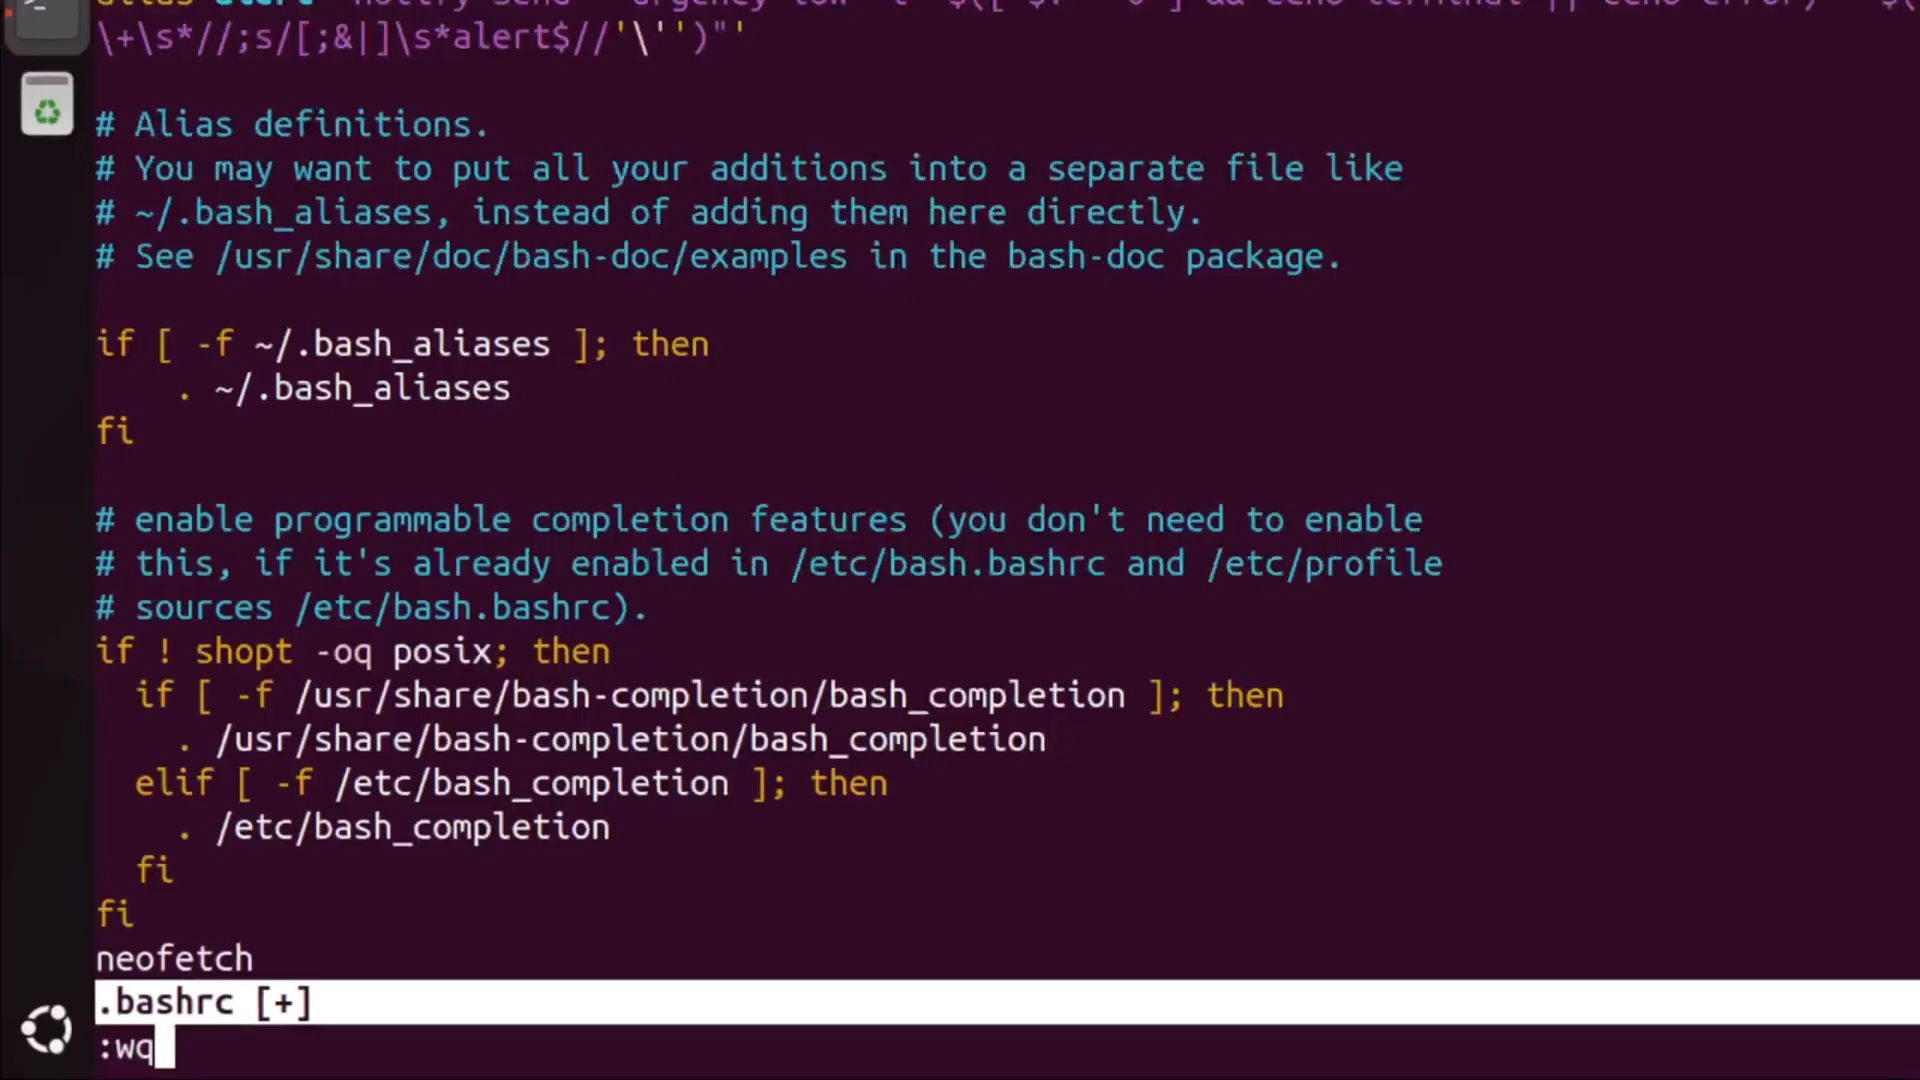 \+\s*//;s/[;&|]\s*alert$//'\'')"'
# Alias definitions.
# You may want to put all your additions into a separate file like
# ~/.bash_aliases, instead of adding them here directly.
# See /usr/share/doc/bash-doc/examples in the bash-doc package.
if [ -f ~/.bash_aliases ]; then
    . ~/.bash_aliases
fi
# enable programmable completion features (you don't need to enable
# this, if it's already enabled in /etc/bash.bashrc and /etc/profile
# sources /etc/bash.bashrc).
if ! shopt -oq posix; then
  if [ -f /usr/share/bash-completion/bash_completion ]; then
    . /usr/share/bash-completion/bash_completion
  elif [ -f /etc/bash_completion ]; then
    . /etc/bash_completion
  fi
fi
neofetch
.bashrc [+]
:wq